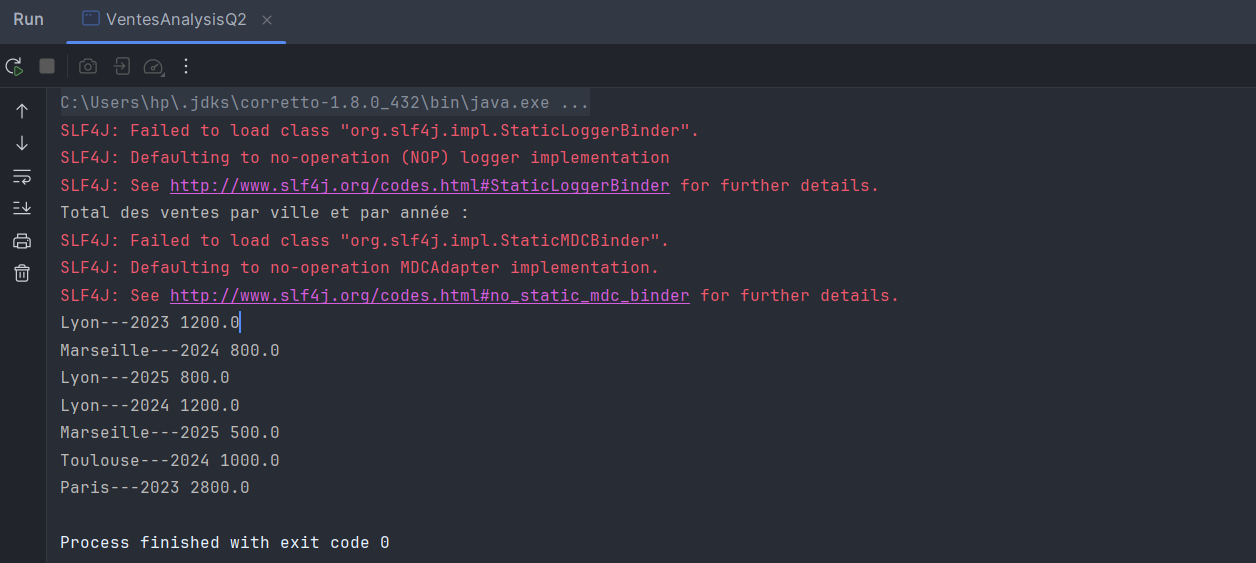 Run VentesAnalysisQ2
C:\Users\hp\.jdks\corretto-1.8.0_432\bin\java.exe ...
SLF4J: Failed to load class "org.slf4j.impl.StaticLoggerBinder".
SLF4J: Defaulting to no-operation (NOP) logger implementation
SLF4J: See http://www.slf4j.org/codes.html#StaticLoggerBinder for further details.
Total des ventes par ville et par année :
SLF4J: Failed to load class "org.slf4j.impl.StaticMDCBinder".
SLF4J: Defaulting to no-operation MDCAdapter implementation.
SLF4J: See http://www.slf4j.org/codes.html#no_static_mdc_binder for further details.
Lyon---2023 1200.0
Marseille---2024 800.0
Lyon---2025 800.0
Lyon---2024 1200.0
Marseille---2025 500.0
Toulouse---2024 1000.0
Paris---2023 2800.0
Process finished with exit code 0